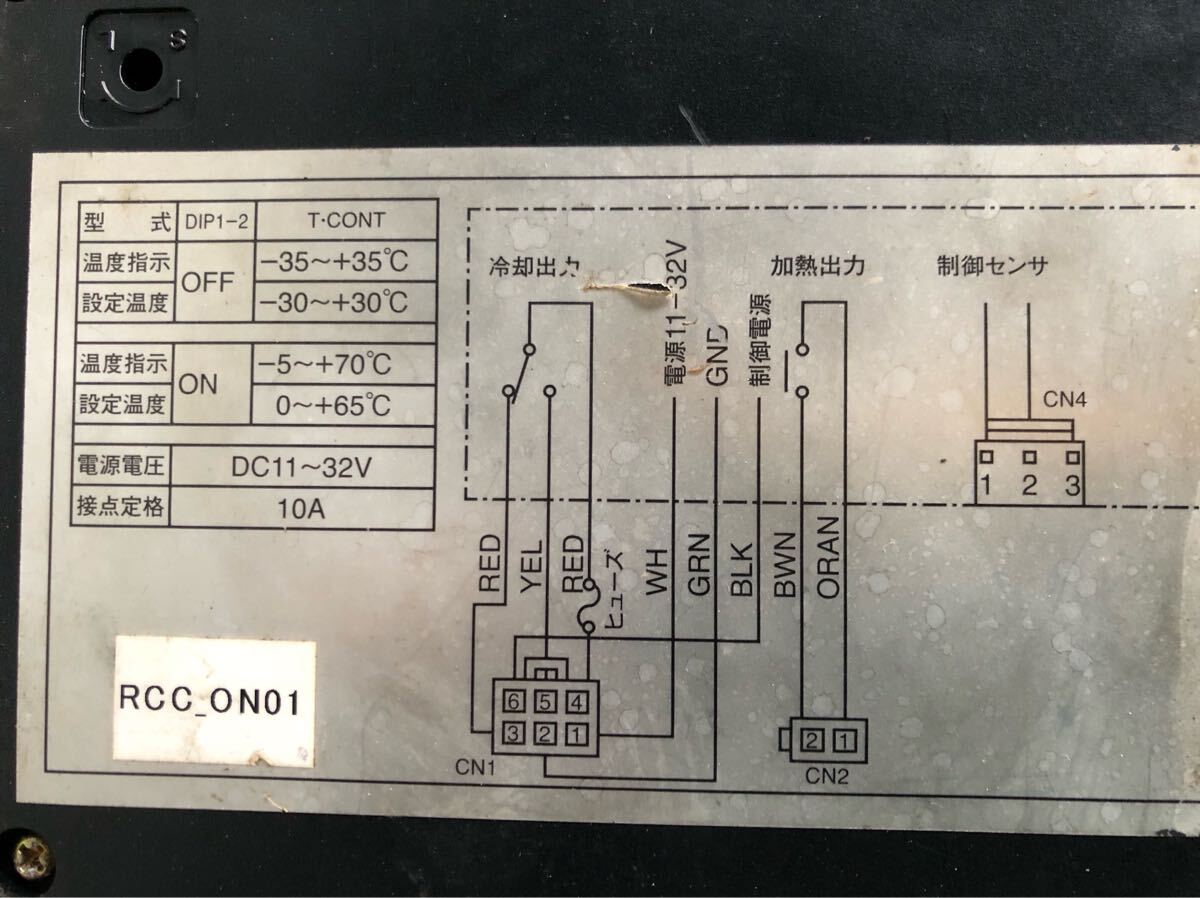 L S
型 式 DIP1-2 T・CONT
温度指示 OFF -35～+35℃
設定温度 -30～+30℃
温度指示 ON -5～+70℃
設定温度 0～+65℃
電源電圧 DC11～32V
接点定格 10A
冷却出力
電源11-32V
GND
制御電源
加熱出力
制御センサ
CN4
1 2 3
RED
YEL
RED
ヒューズ
WH
GRN
BLK
BWN
ORAN
6 5 4
3 2 1
CN1
2 1
CN2
RCC_ON01